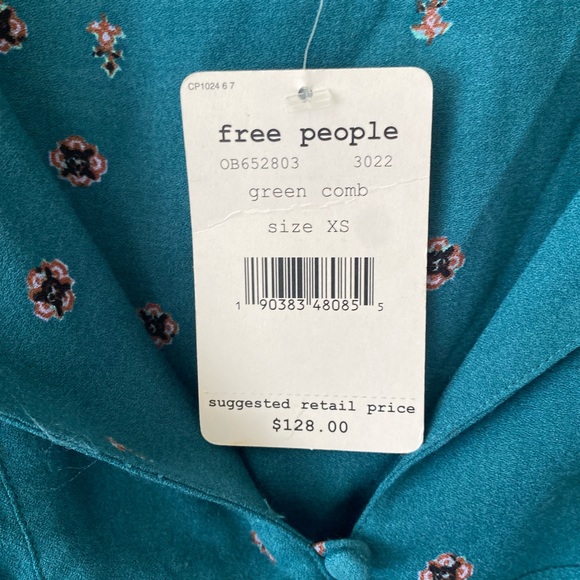 CP1024 6 7
free people
OB652803 3022
green comb
size XS
1 90383 48085 5
suggested retail price
$128.00